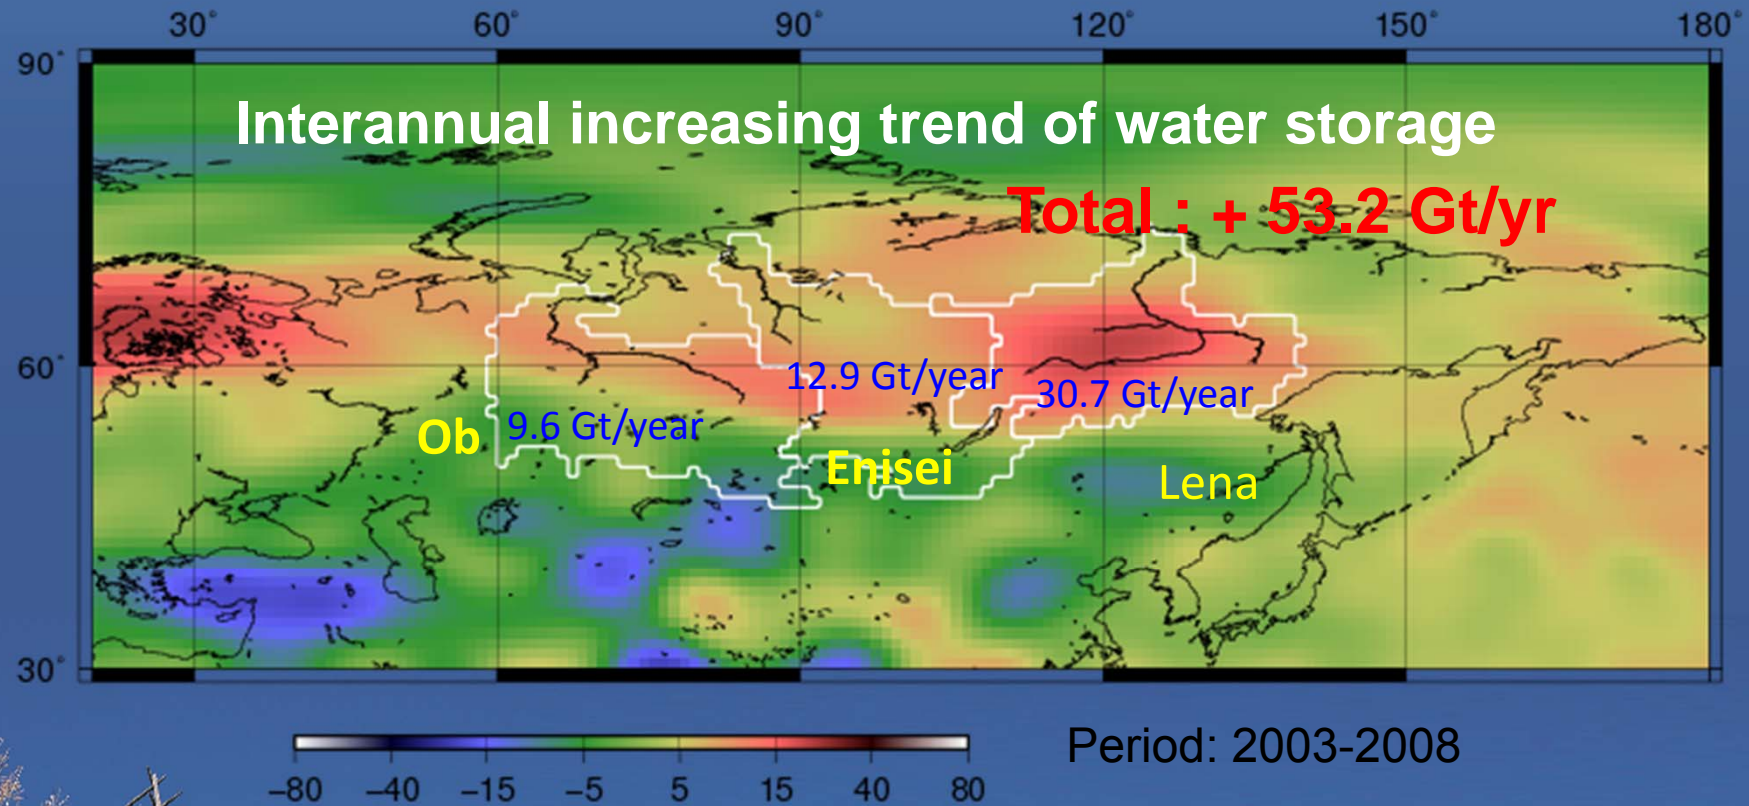 30° 60° 90° 120° 150° 180°
90°
Interannual increasing trend of water storage
Total : + 53.2 Gt/yr
60°
12.9 Gt/year
30.7 Gt/year
Ob 9.6 Gt/year
Enisei
Lena
30°
Period: 2003-2008
−80 −40 −15 −5 5 15 40 80